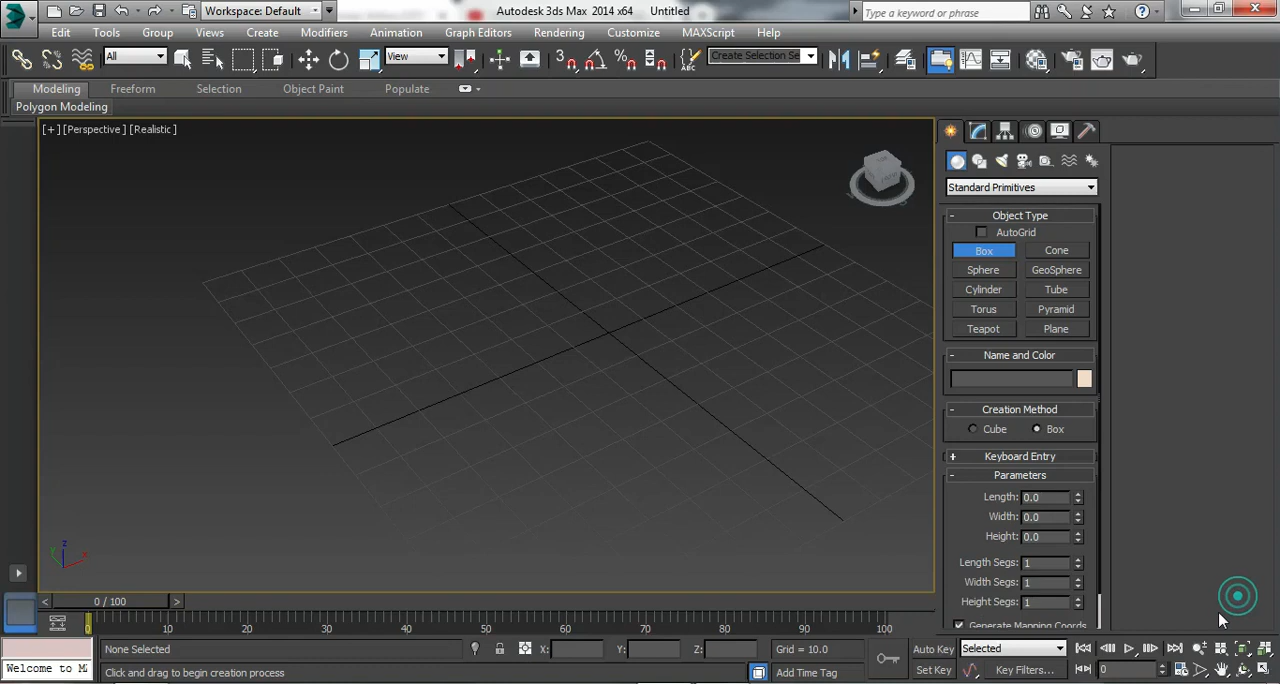 Workspace: Default
Autodesk 3ds Max 2014 x64 Untitled
Type a keyword or phrase
Edit Tools Group Views Create Modifiers Animation Graph Editors Rendering Customize MAXScript Help
All
View
3
Create Selection Se
Modeling Freeform Selection Object Paint Populate
Polygon Modeling
[+] [Perspective] [Realistic]
Standard Primitives
- Object Type
AutoGrid
Box Cone
Sphere GeoSphere
Cylinder Tube
Torus Pyramid
Teapot Plane
- Name and Color
- Creation Method
Cube Box
+ Keyboard Entry
- Parameters
Length: 0.0
Width: 0.0
Height: 0.0
Length Segs: 1
Width Segs: 1
Height Segs: 1
Generate Mapping Coords
z
y x
< 0 / 100 >
0 10 20 30 40 50 60 70 80 90 100
None Selected X: Y: Z: Grid = 10.0 Auto Key Selected
Welcome to M Click and drag to begin creation process Add Time Tag Set Key Key Filters... 0